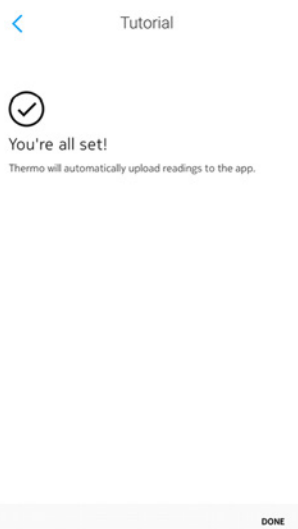 Tutorial
You're all set!
Thermo will automatically upload readings to the app.
DONE